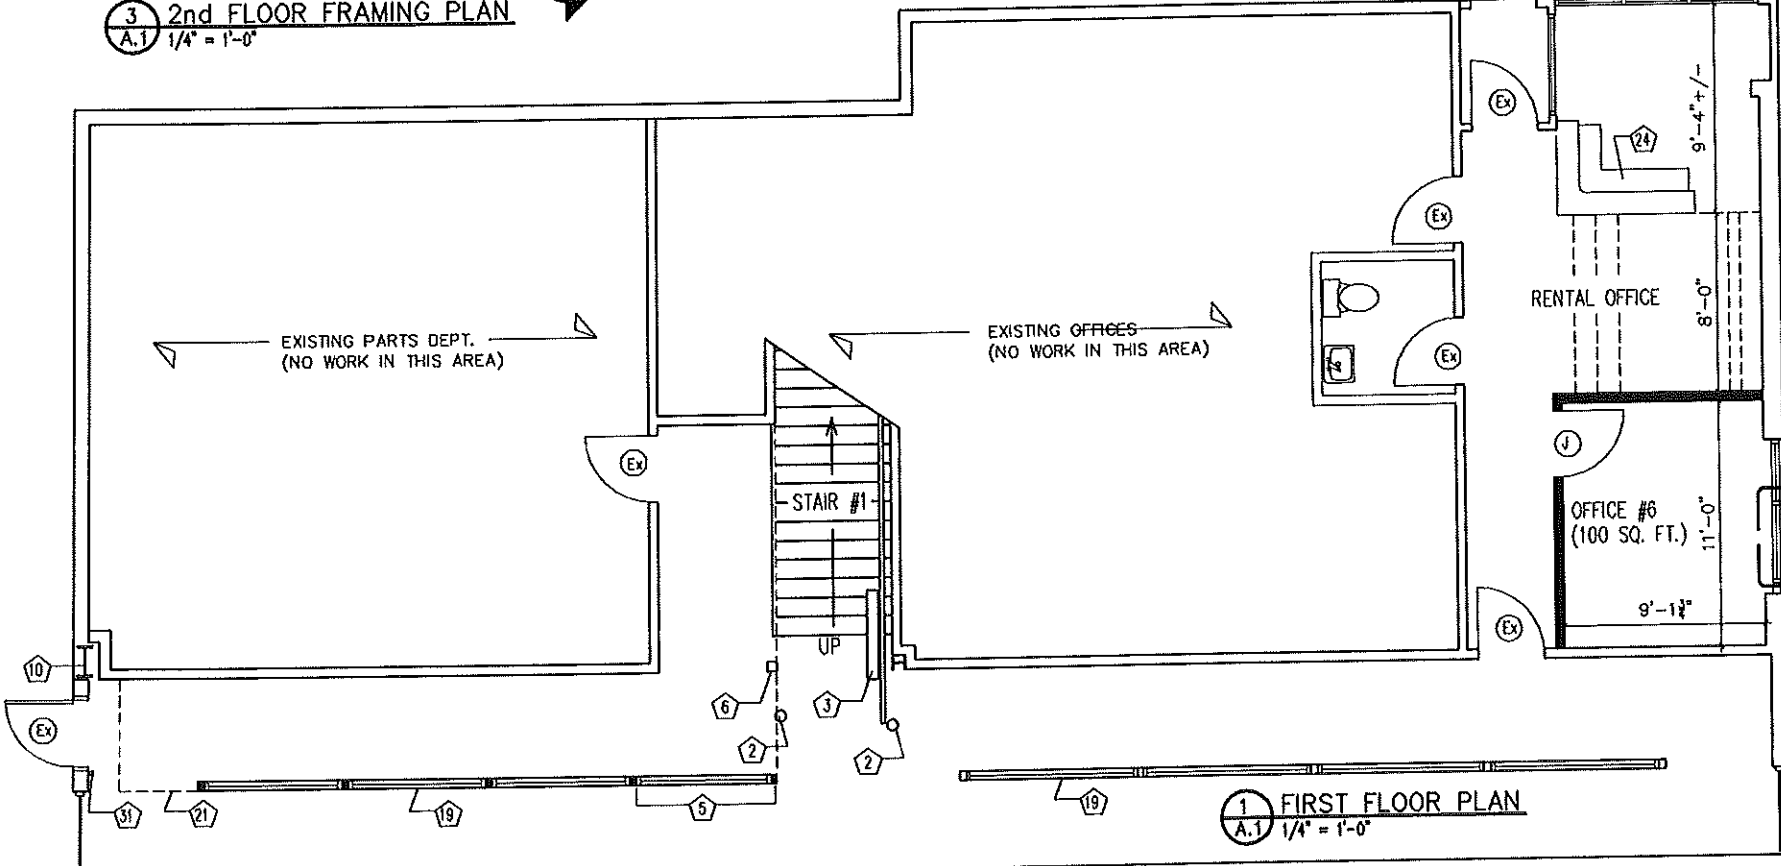 3 2nd FLOOR FRAMING PLAN
A.1 1/4" = 1'-0"
Ex
9'-4"+/-
24
Ex
RENTAL OFFICE
8'-0"
EXISTING PARTS DEPT.
(NO WORK IN THIS AREA)
EXISTING OFFICES
(NO WORK IN THIS AREA)
Ex
Ex
J
STAIR #1
OFFICE #6
(100 SQ. FT.)
11'-0"
9'-1¾"
UP
Ex
10
6
3
Ex
2
2
31
21
19
5
19
1 FIRST FLOOR PLAN
A.1 1/4" = 1'-0"